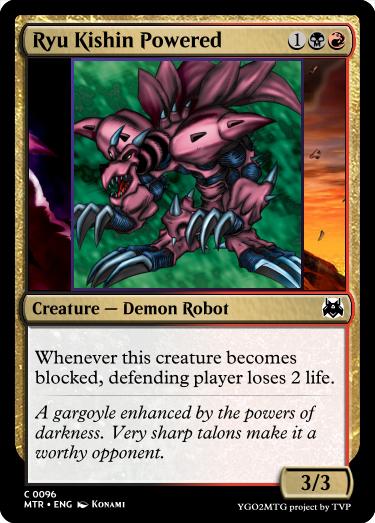 Ryu Kishin Powered 1
Creature — Demon Robot
Whenever this creature becomes
blocked, defending player loses 2 life.
A gargoyle enhanced by the powers of
darkness. Very sharp talons make it a
worthy opponent.
3/3
C 0096
MTR • ENG Konami
YGO2MTG project by TVP